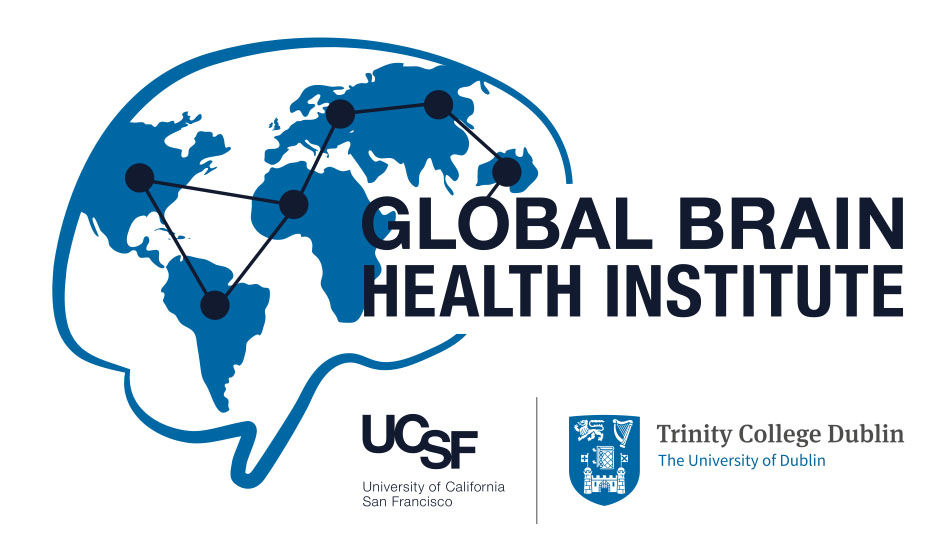 GLOBAL BRAIN
HEALTH INSTITUTE
UCSF
University of California
San Francisco
Trinity College Dublin
The University of Dublin